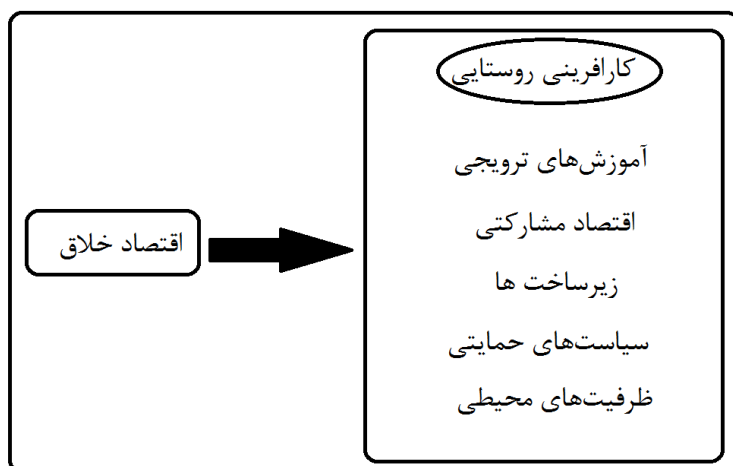 کارافرینی روستایی
آموزش‌های ترویجی
اقتصاد مشارکتی
زیرساخت ها
سیاست‌های حمایتی
ظرفیت‌های محیطی
اقتصاد خلاق